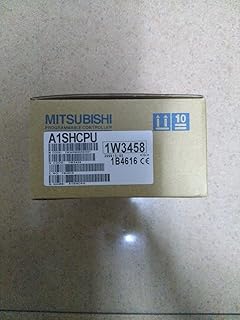 MITSUBISHI
PROGRAMMABLE CONTROLLER
10
A1SHCPU
1W3458
1B4616 CE